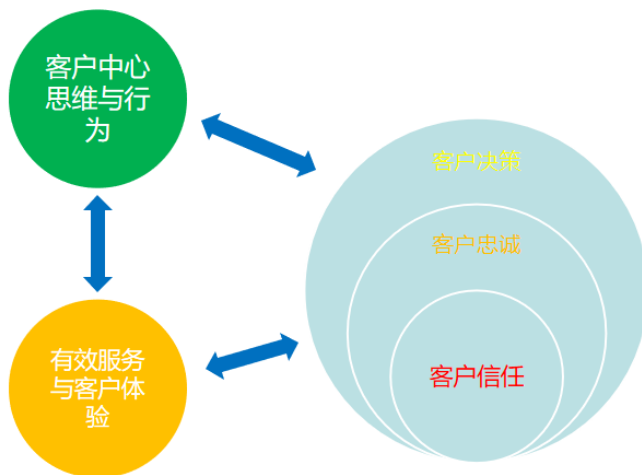 客户中心
思维与行
为
客户决策
客户忠诚
客户信任
有效服务
与客户体
验